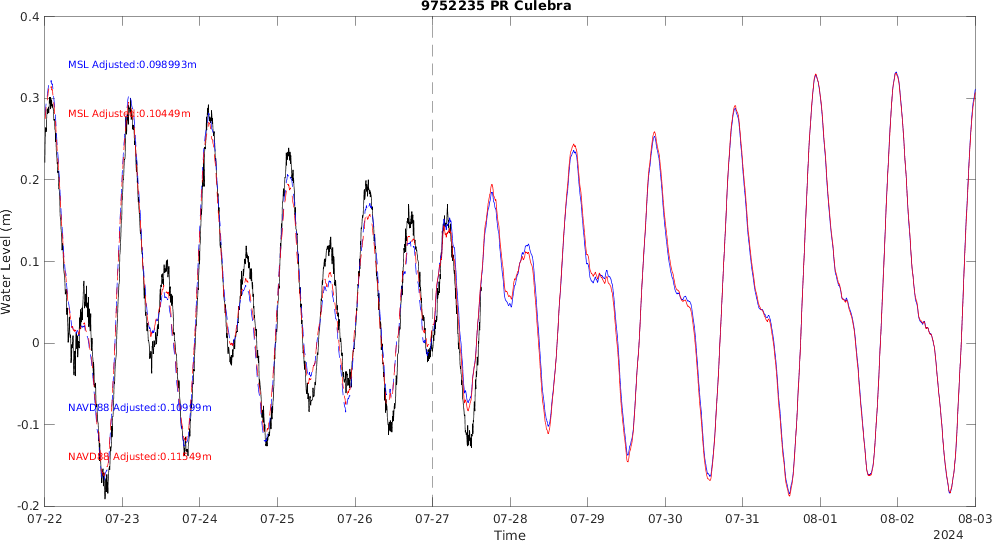 9752235 PR Culebra
0.4
0.3
0.2
0.1
0
-0.1
-0.2
Water Level (m)
MSL Adjusted:0.098993m
MSL Adjusted:0.10449m
NAVD88 Adjusted:0.10999m
NAVD88 Adjusted:0.11549m
07-22 07-23 07-24 07-25 07-26 07-27 07-28 07-29 07-30 07-31 08-01 08-02 08-03
Time
2024